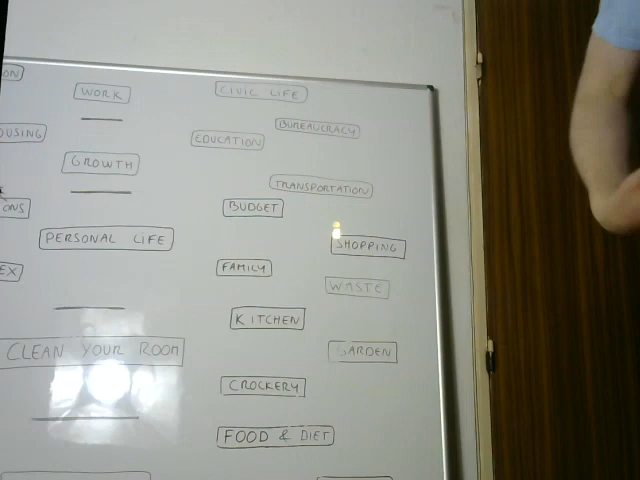 WORK
CIVIL LIFE
BUREAUCRACY
EDUCATION
GROWTH
TRANSPORTATION
BUDGET
PERSONAL LIFE
SHOPPING
FAMILY
WASTE
KITCHEN
CLEAN YOUR ROOM
GARDEN
CROCKERY
FOOD & DIET